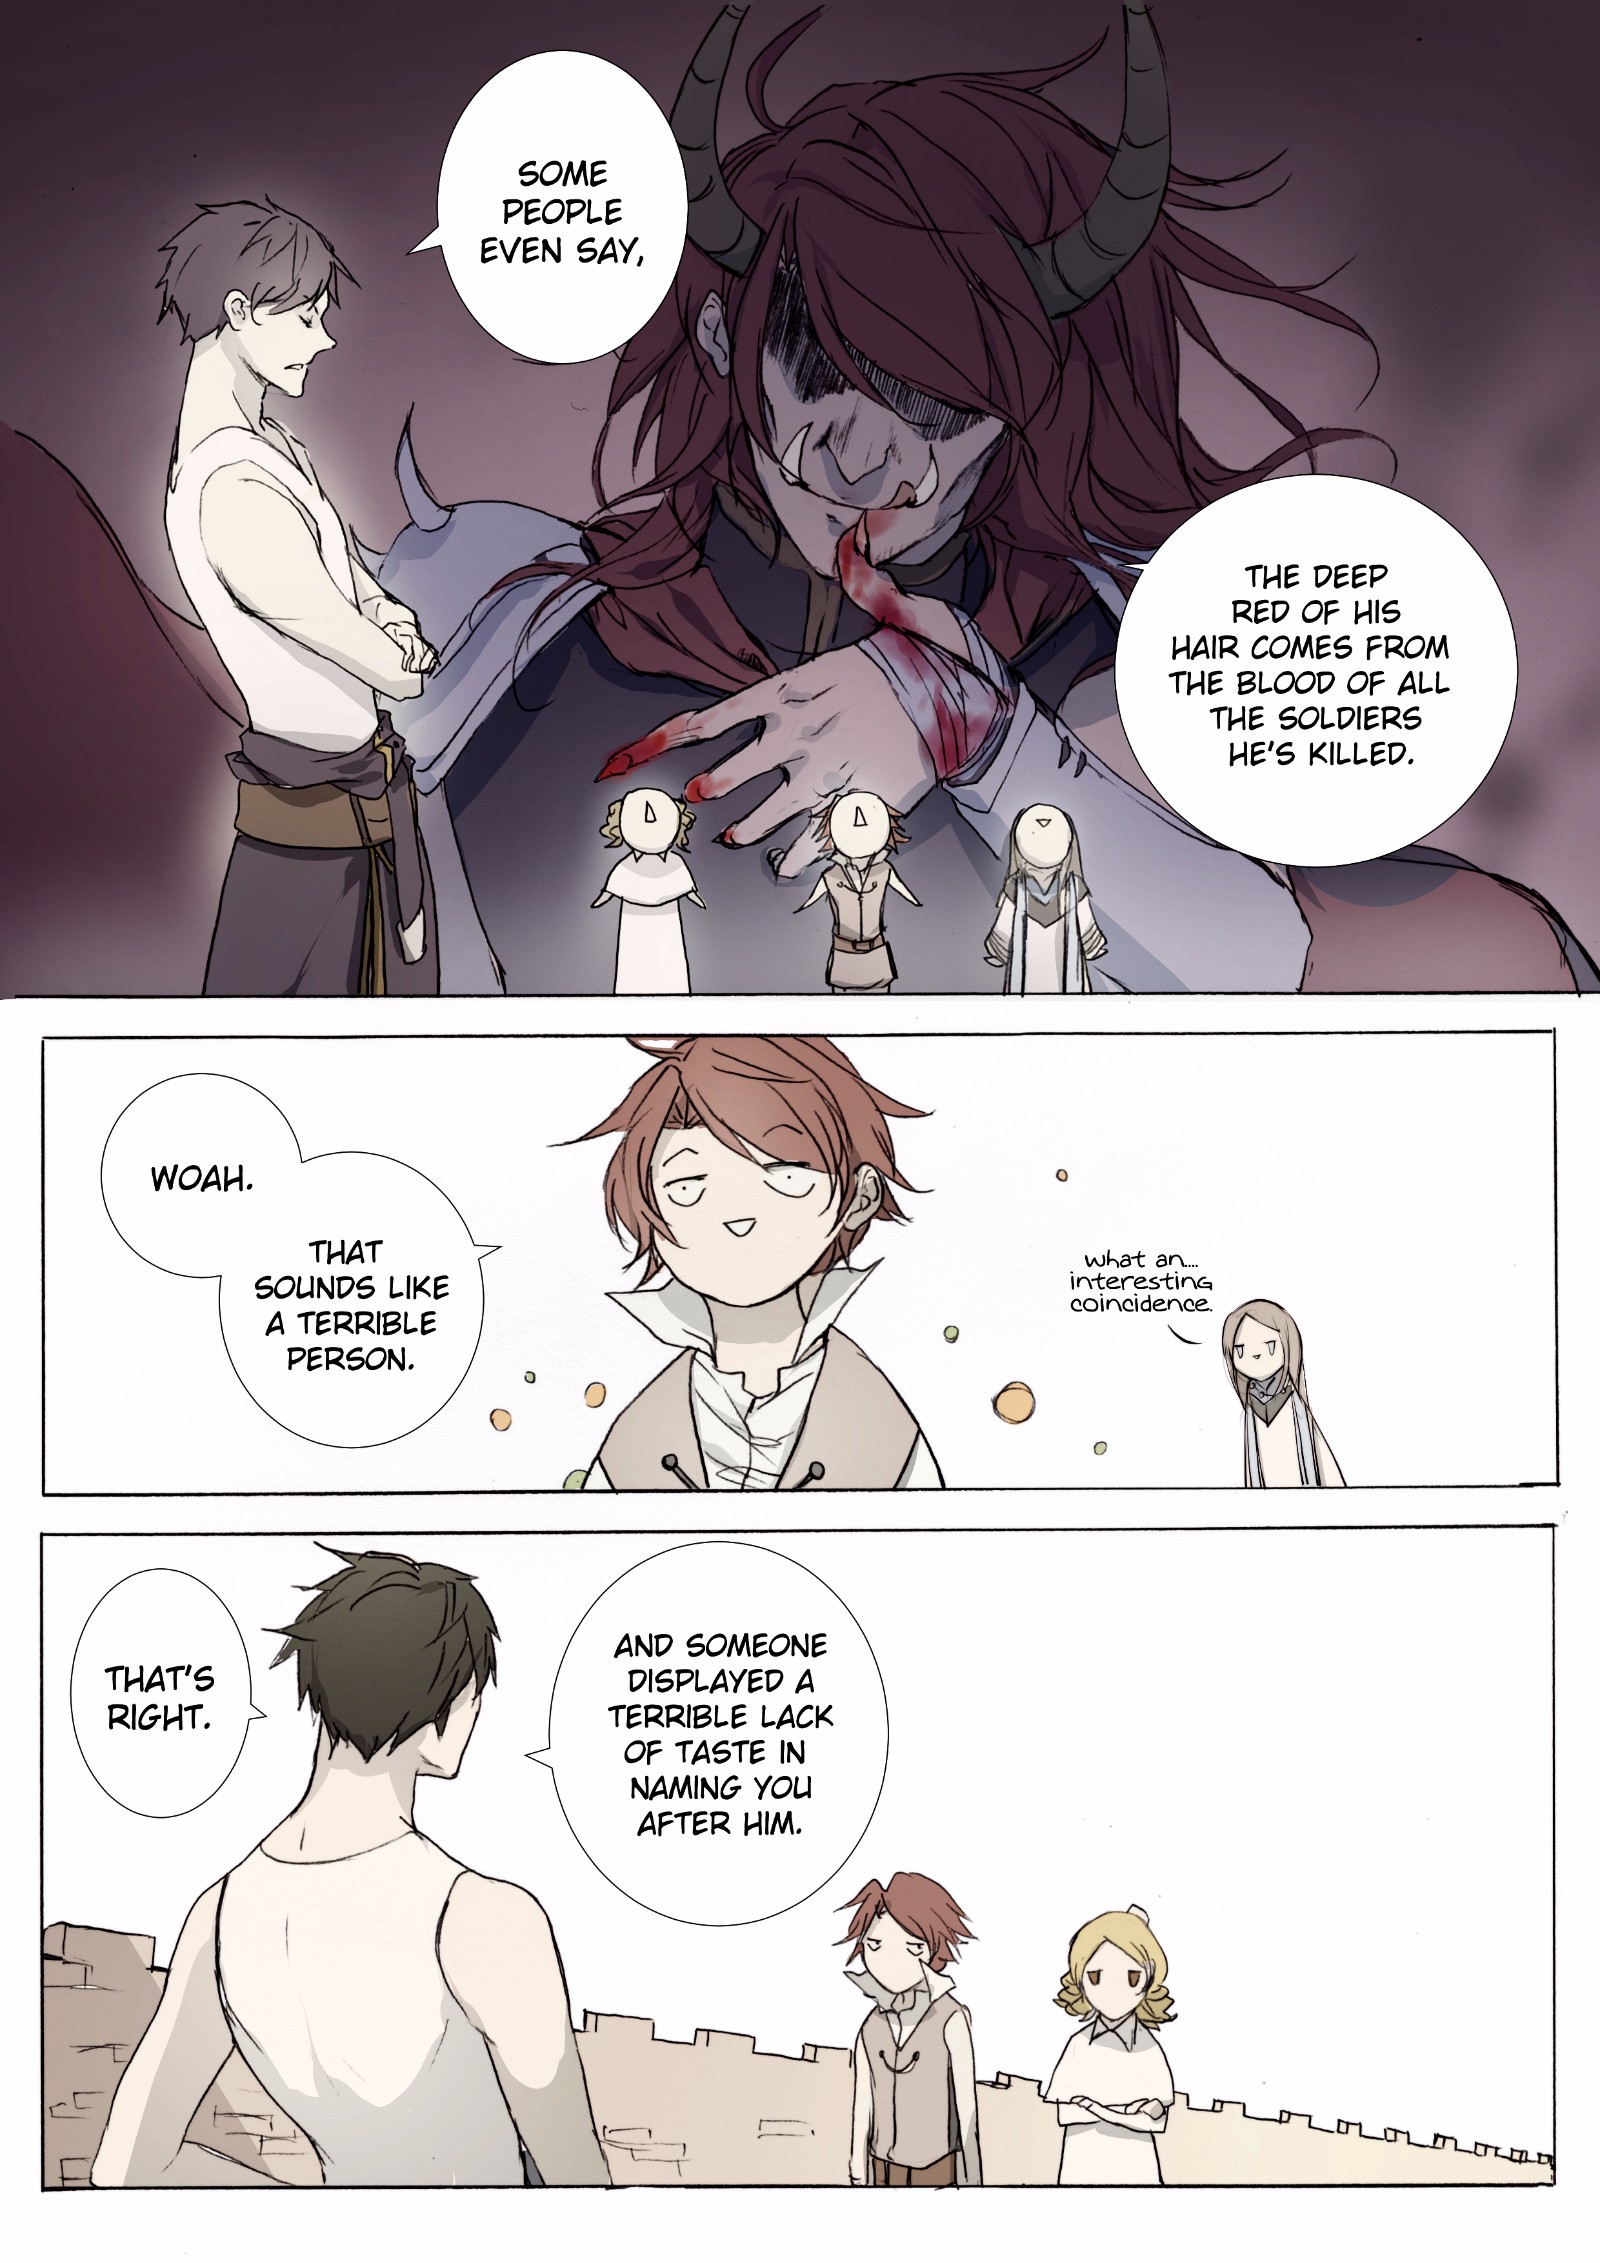 SOME
PEOPLE
EVEN SAY,
THE DEEP
RED OF HIS
HAIR COMES FROM
THE BLOOD OF ALL
THE SOLDIERS
HE'S KILLED.
WOAH.
THAT
SOUNDS LIKE
A TERRIBLE
PERSON.
what an....
interesting
coincidence.
THAT'S
RIGHT.
AND SOMEONE
DISPLAYED A
TERRIBLE LACK
OF TASTE IN
NAMING YOU
AFTER HIM.